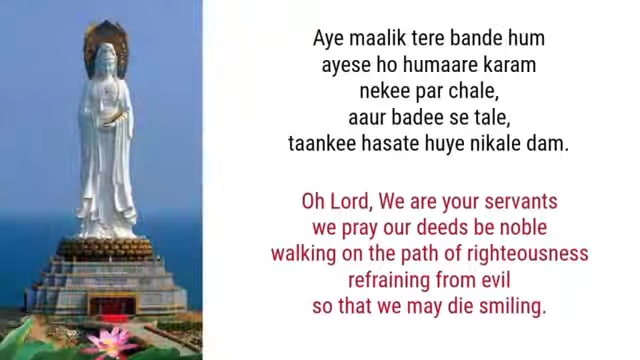 Aye maalik tere bande hum
ayese ho humaare karam
nekee par chale,
aaur badee se tale,
taankee hasate huye nikale dam.
Oh Lord, We are your servants
we pray our deeds be noble
walking on the path of righteousness
refraining from evil
so that we may die smiling.